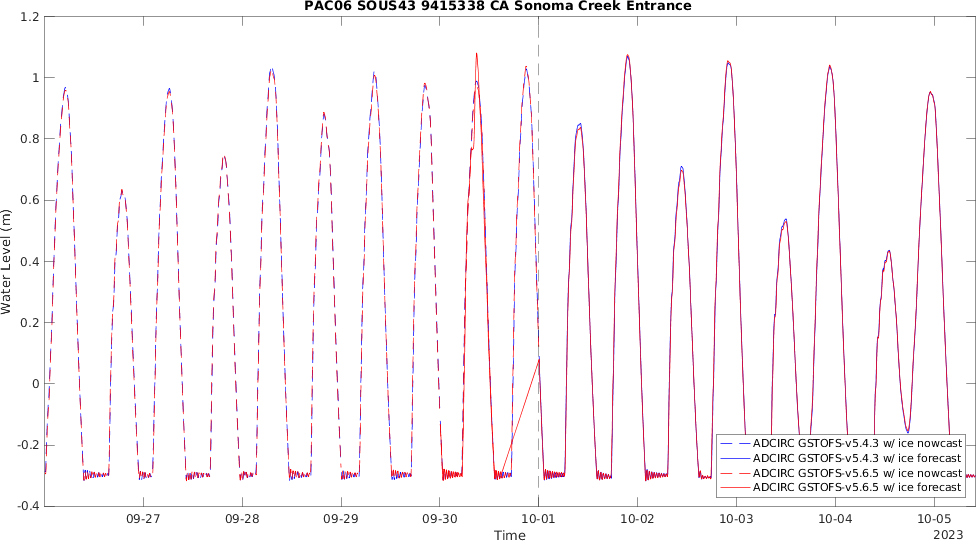 PAC06 SOUS43 9415338 CA Sonoma Creek Entrance
1.2
1
0.8
0.6
0.4
0.2
0
-0.2
-0.4
Water Level (m)
ADCIRC GSTOFS-v5.4.3 w/ ice nowcast
ADCIRC GSTOFS-v5.4.3 w/ ice forecast
ADCIRC GSTOFS-v5.6.5 w/ ice nowcast
ADCIRC GSTOFS-v5.6.5 w/ ice forecast
09-27 09-28 09-29 09-30 10-01 10-02 10-03 10-04 10-05
Time
2023